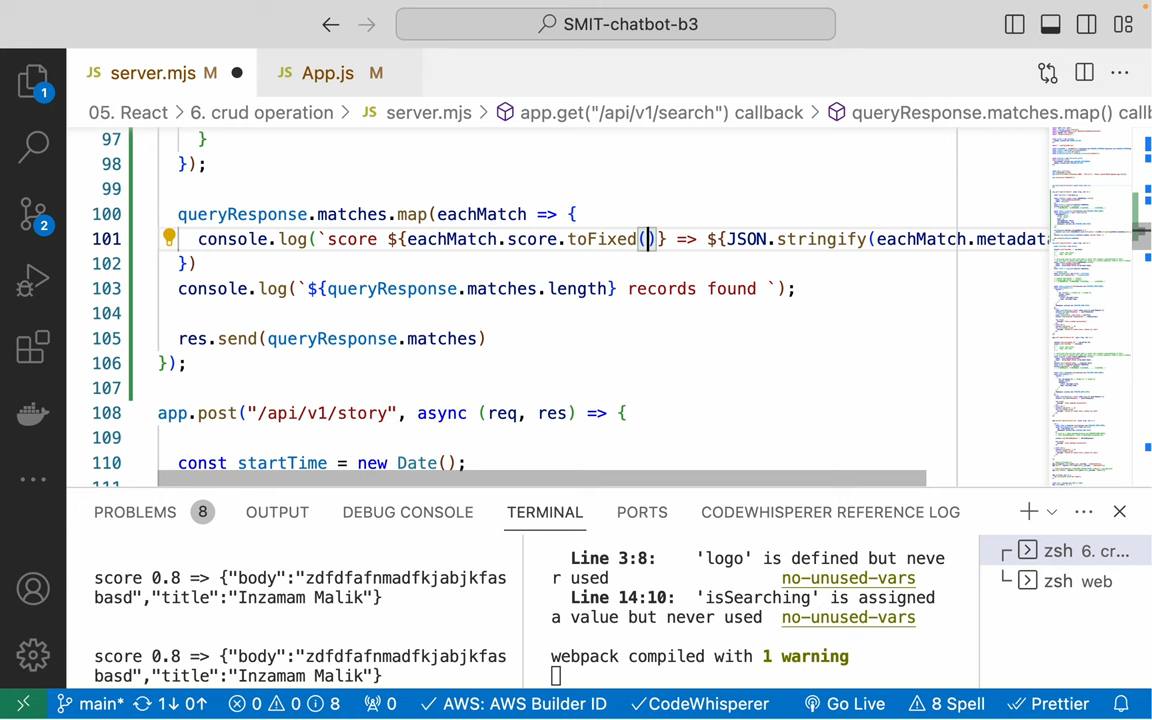 SMIT-chatbot-b3
JS server.mjs M
JS App.js M
05. React > 6. crud operation > JS server.mjs > app.get("/api/v1/search") callback > queryResponse.matches.map() callb
97 }
98 });
99
100 queryResponse.matches.map(eachMatch => {
101 console.log(`score ${eachMatch.score.toFixed()} => ${JSON.stringify(eachMatch.metadata
102 })
103 console.log(`${queryResponse.matches.length} records found `);
104
105 res.send(queryResponse.matches)
106 });
107
108 app.post("/api/v1/story", async (req, res) => {
109
110 const startTime = new Date();
111
1
2
PROBLEMS 8 OUTPUT DEBUG CONSOLE TERMINAL PORTS CODEWHISPERER REFERENCE LOG
score 0.8 => {"body":"zdfdfafnmadfkjabjkfas
basd","title":"Inzamam Malik"}
score 0.8 => {"body":"zdfdfafnmadfkjabjkfas
basd","title":"Inzamam Malik"}
Line 3:8: 'logo' is defined but neve
r used no-unused-vars
Line 14:10: 'isSearching' is assigned
a value but never used no-unused-vars
webpack compiled with 1 warning
zsh 6. cr...
zsh web
main* 1↓ 0↑ 0 0 8 0 AWS: AWS Builder ID CodeWhisperer Go Live 8 Spell Prettier